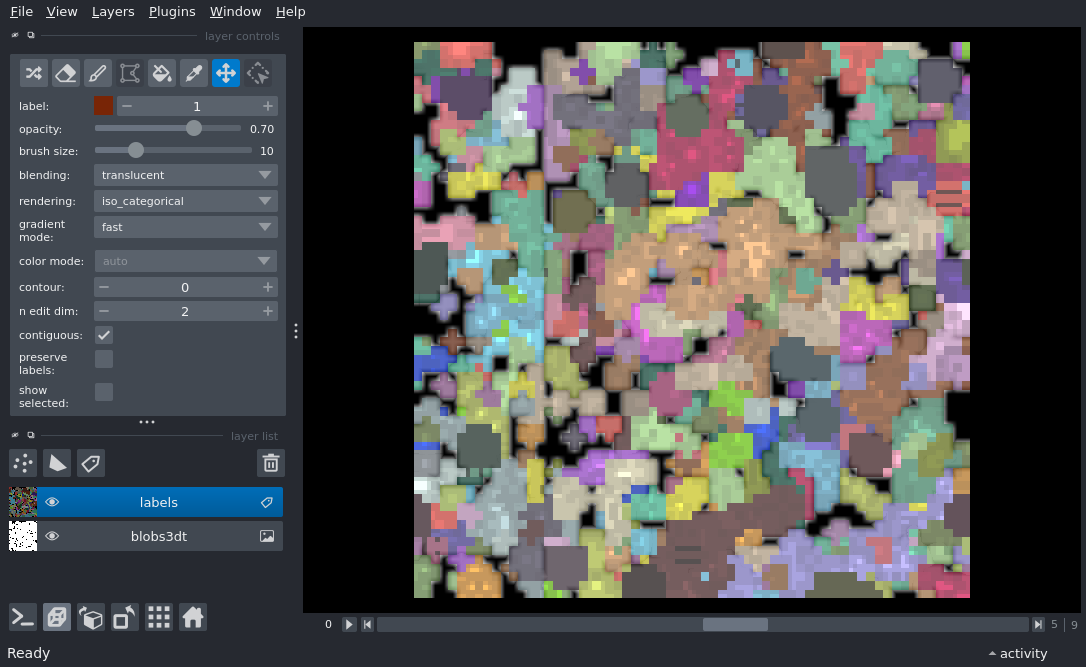 File View Layers Plugins Window Help
layer controls
label: 1
opacity: 0.70
brush size: 10
blending: translucent
rendering: iso_categorical
gradient
mode: fast
color mode: auto
contour: 0
n edit dim: 2
contiguous:
preserve
labels:
show
selected:
layer list
labels
blobs3dt
0 5 9
Ready activity